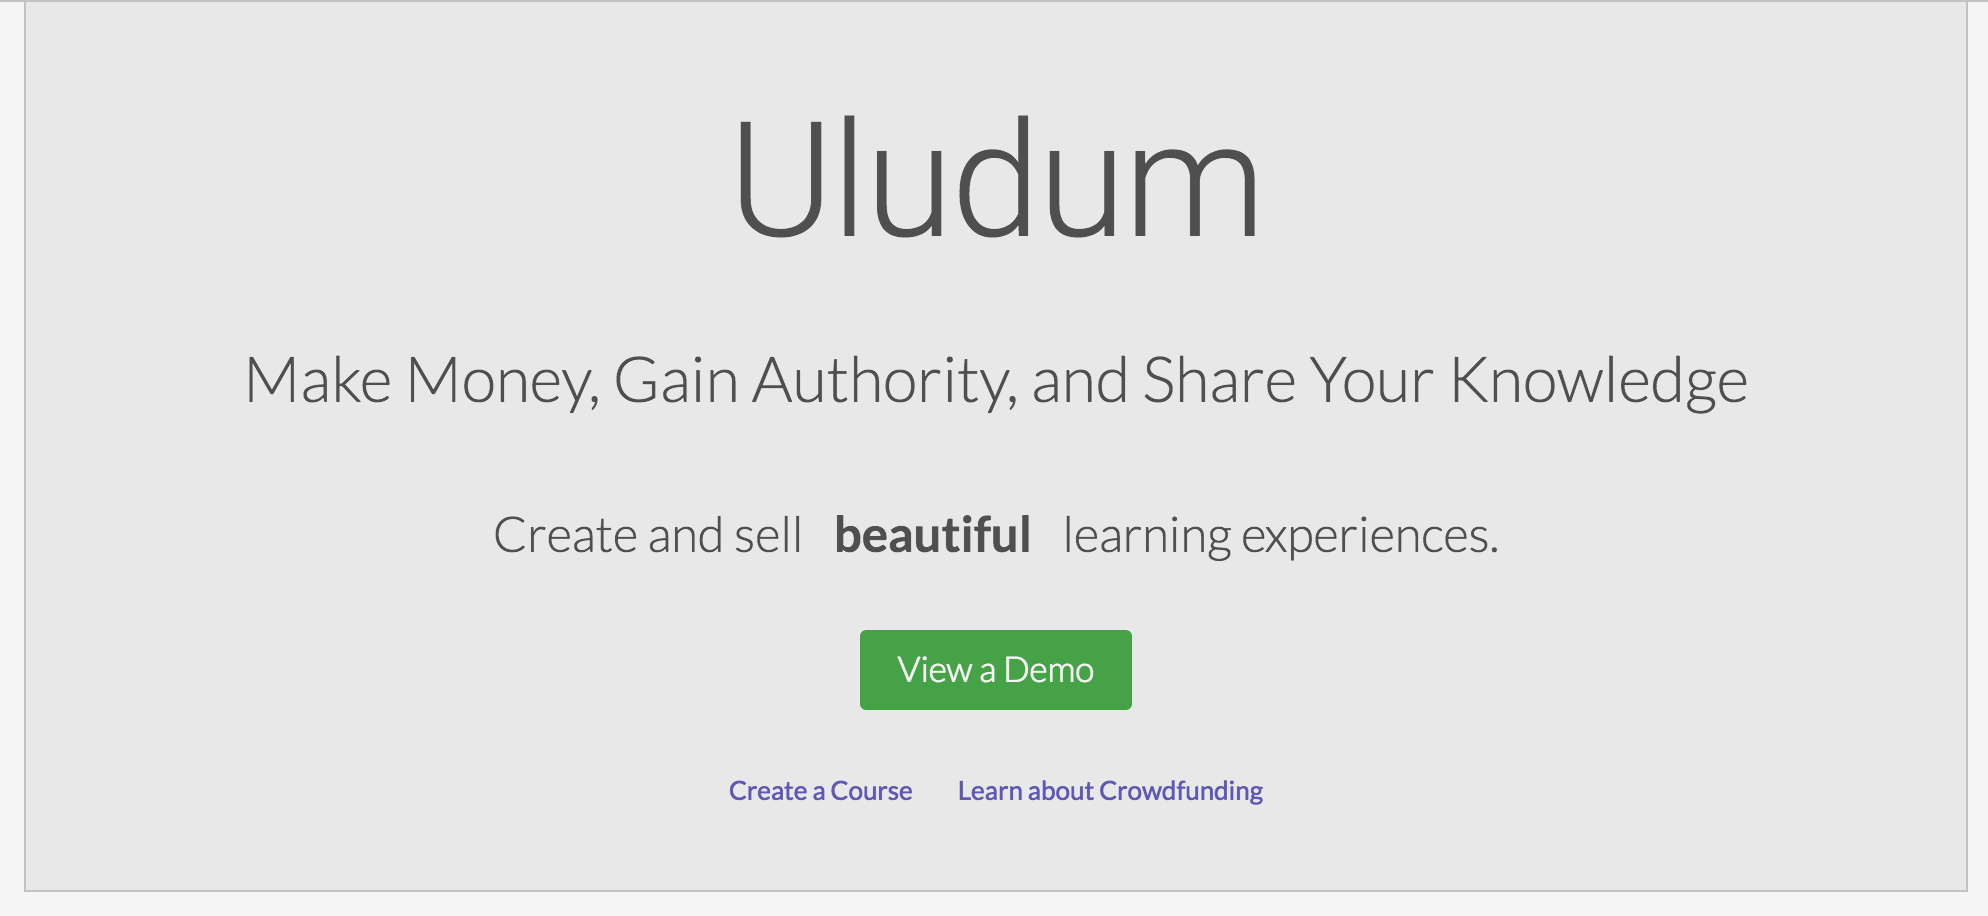 Uludum
Make Money, Gain Authority, and Share Your Knowledge
Create and sell beautiful learning experiences.
View a Demo
Create a Course Learn about Crowdfunding